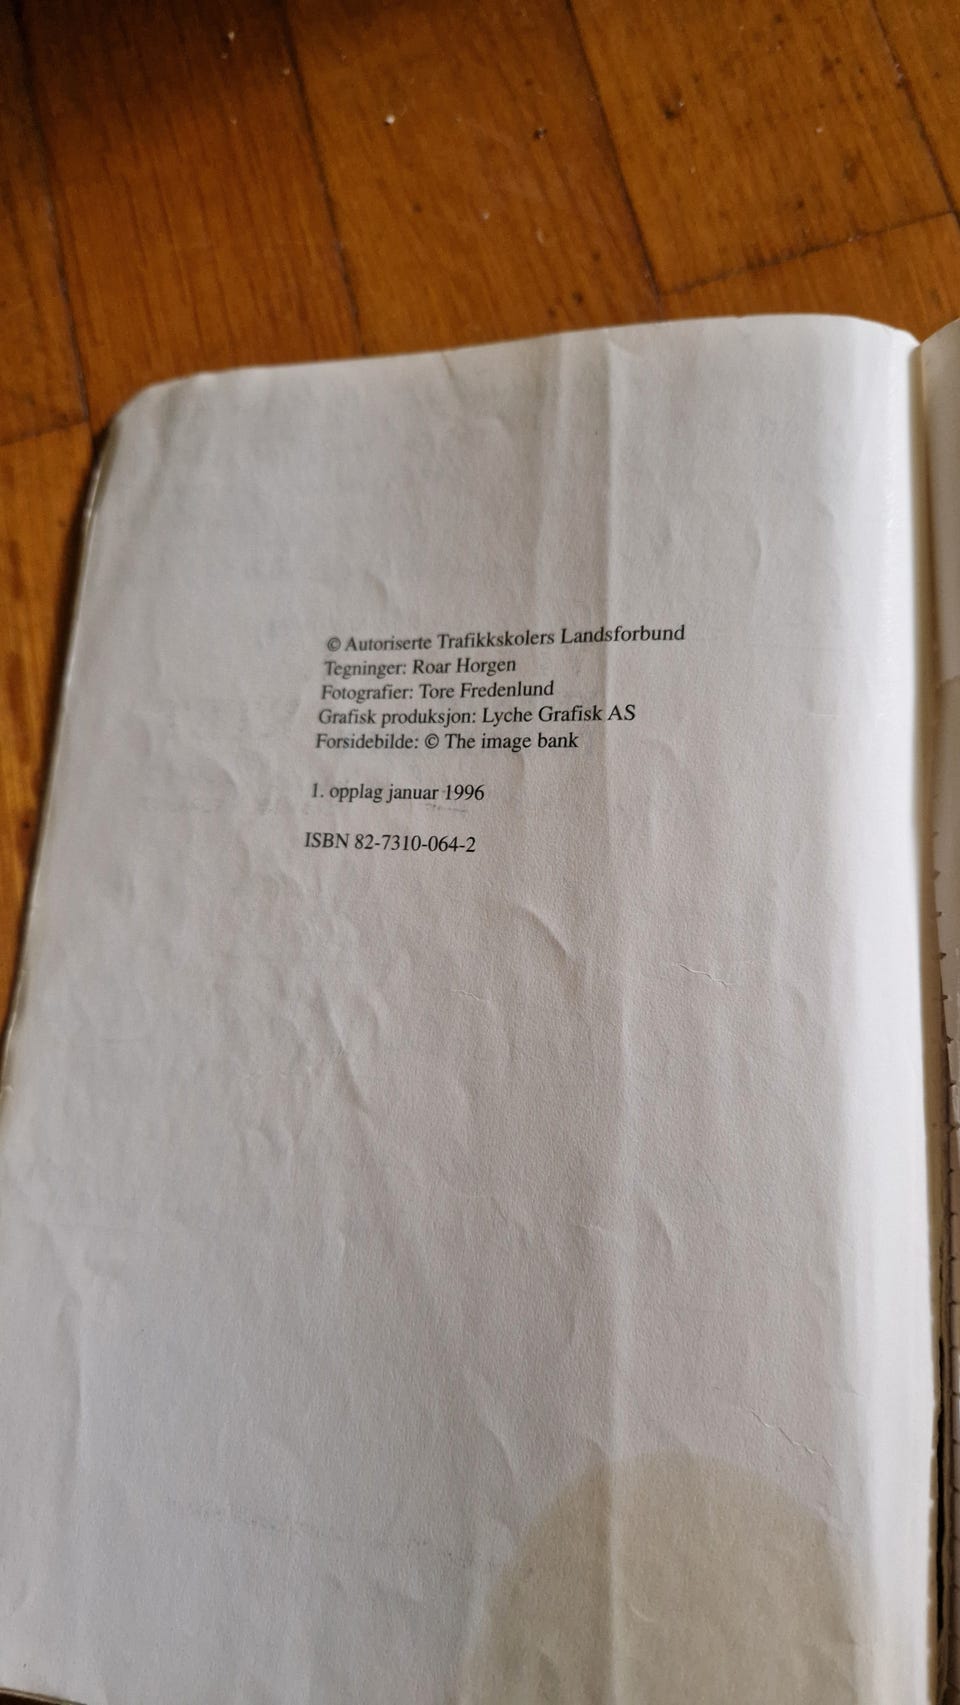 © Autoriserte Trafikkskolers Landsforbund
Tegninger: Roar Horgen
Fotografier: Tore Fredenlund
Grafisk produksjon: Lyche Grafisk AS
Forsidebilde: © The image bank
1. opplag januar 1996
ISBN 82-7310-064-2